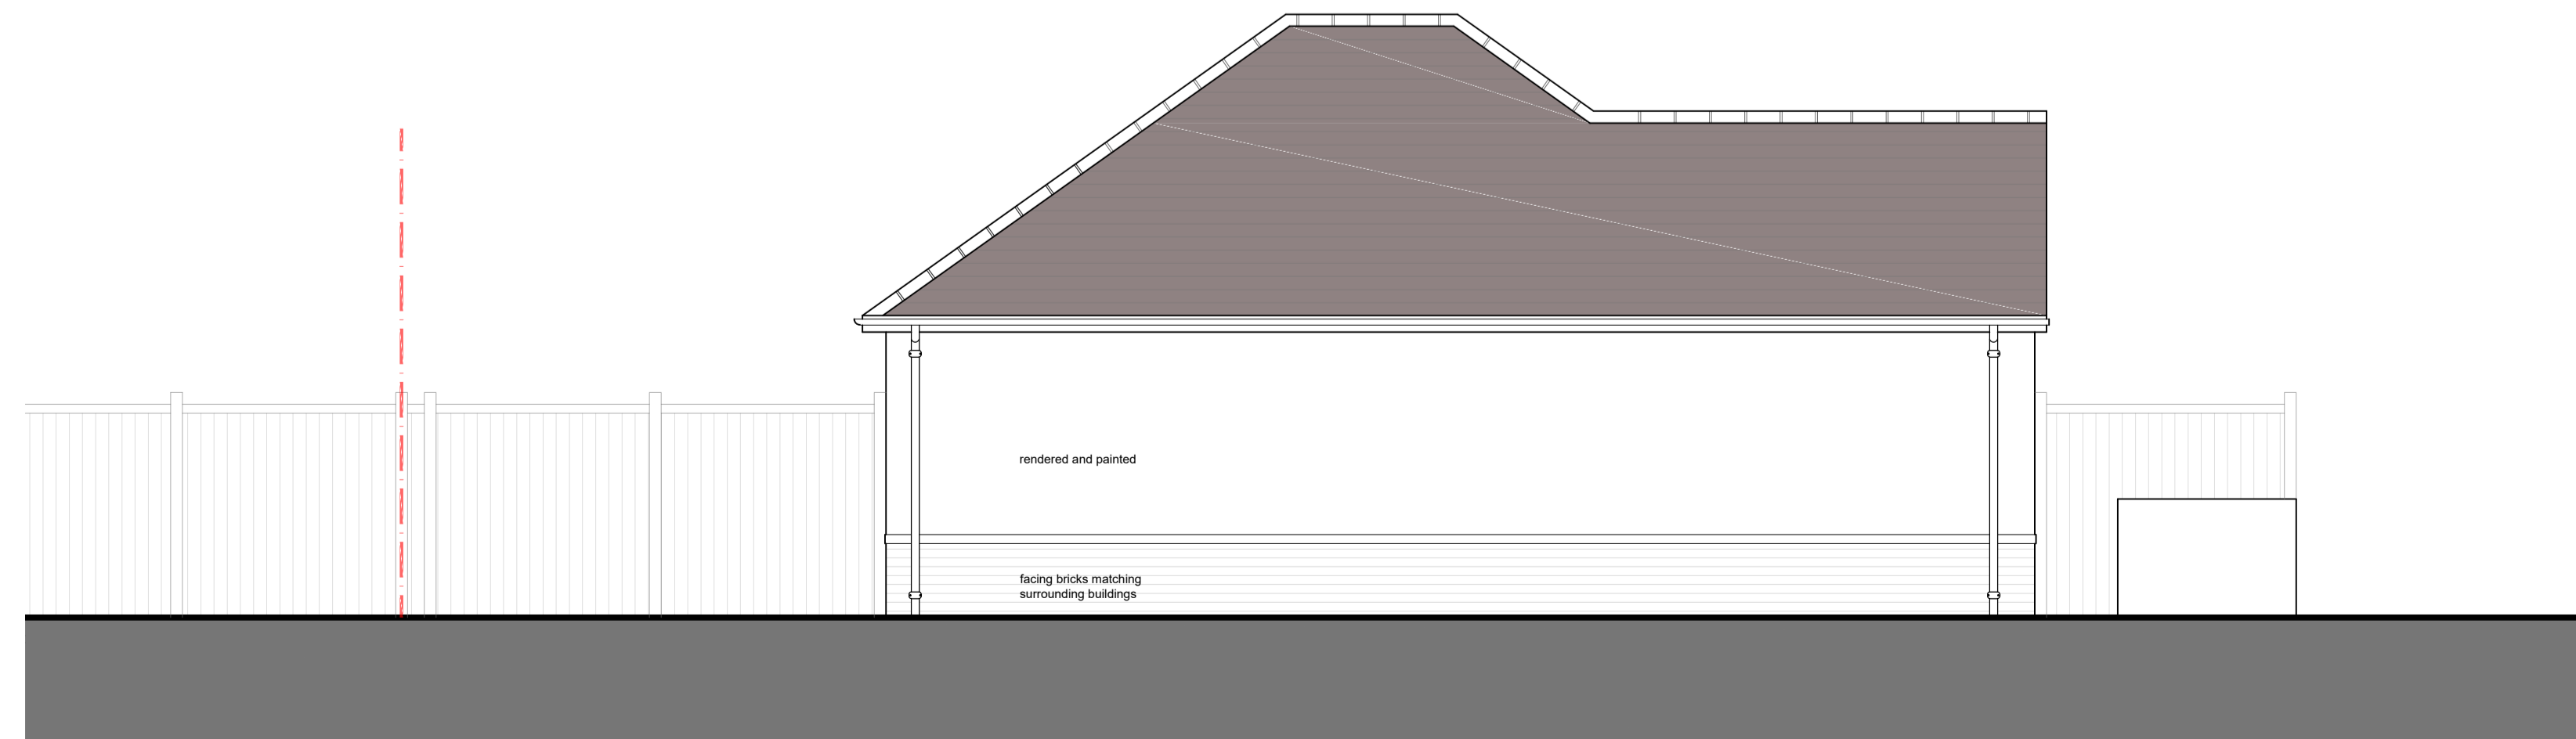 rendered and painted
facing bricks matching
surrounding buildings